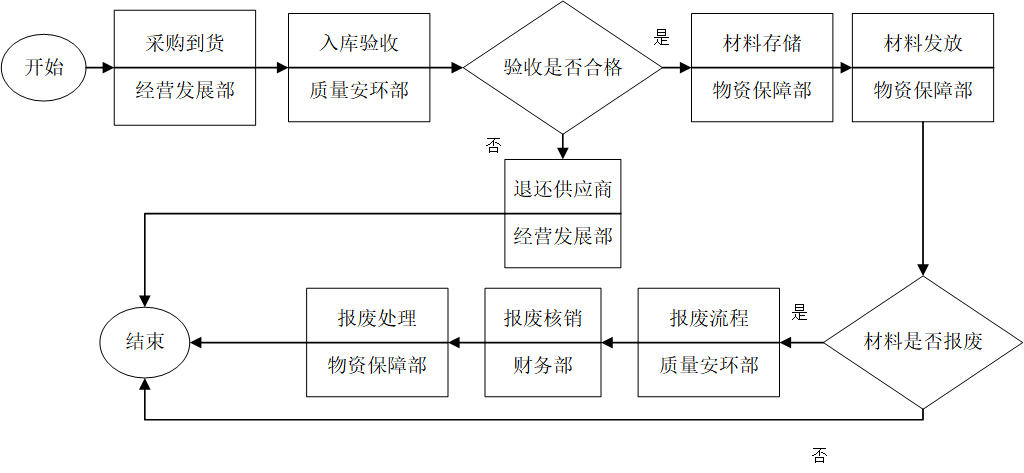 开始
采购到货
经营发展部
入库验收
质量安环部
验收是否合格
是
材料存储
物资保障部
材料发放
物资保障部
否
退还供应商
经营发展部
材料是否报废
是
报废流程
质量安环部
报废核销
财务部
报废处理
物资保障部
结束
否